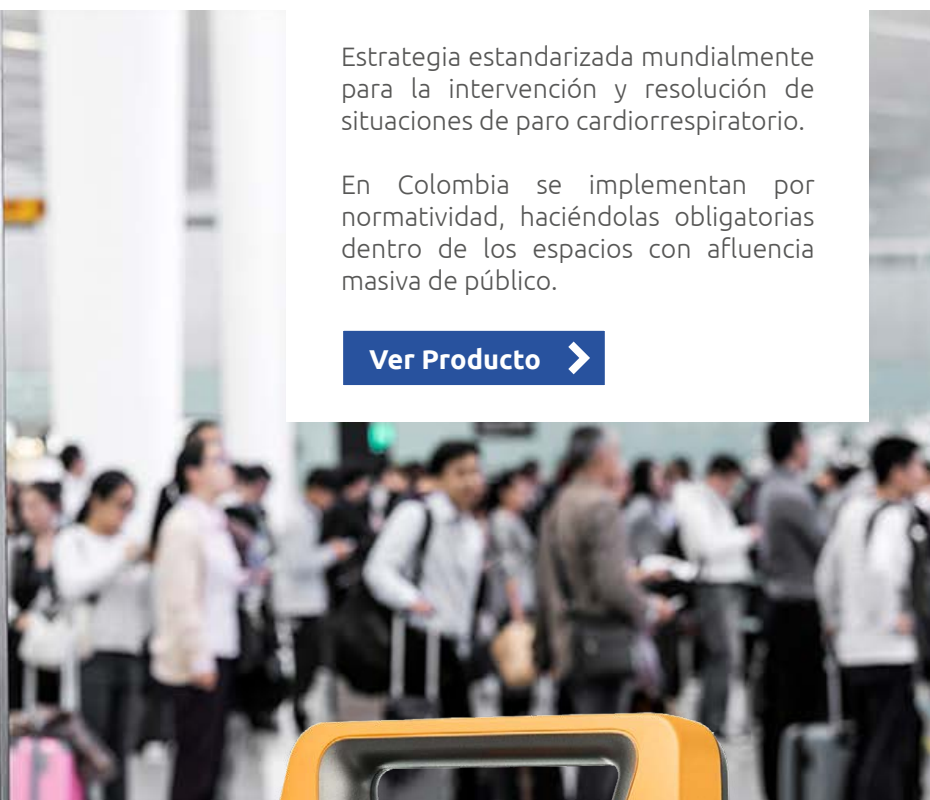 Estrategia estandarizada mundialmente
para la intervención y resolución de
situaciones de paro cardiorrespiratorio.
En Colombia se implementan por
normatividad, haciéndolas obligatorias
dentro de los espacios con afluencia
masiva de público.
Ver Producto